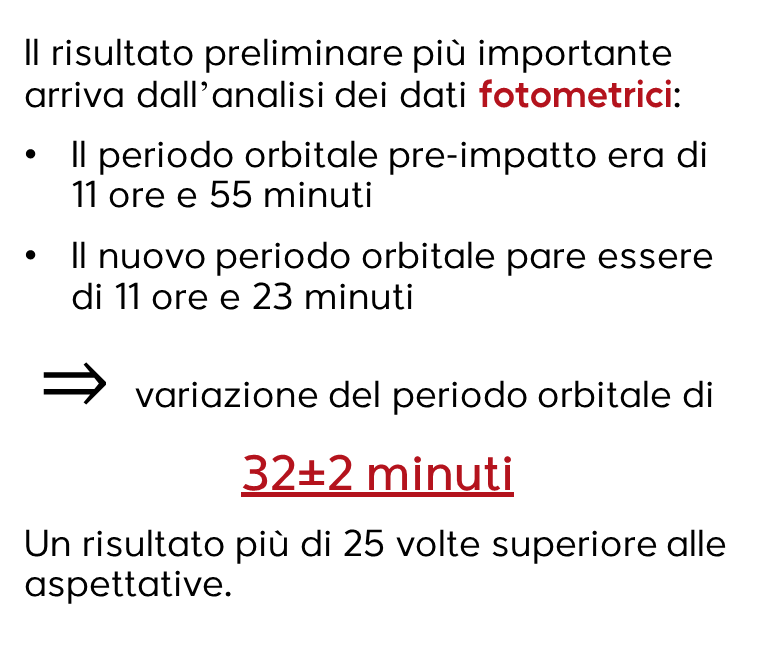 Il risultato preliminare più importante
arriva dall’analisi dei dati fotometrici:
• Il periodo orbitale pre-impatto era di
11 ore e 55 minuti
• Il nuovo periodo orbitale pare essere
di 11 ore e 23 minuti
⇒ variazione del periodo orbitale di
32±2 minuti
Un risultato più di 25 volte superiore alle
aspettative.